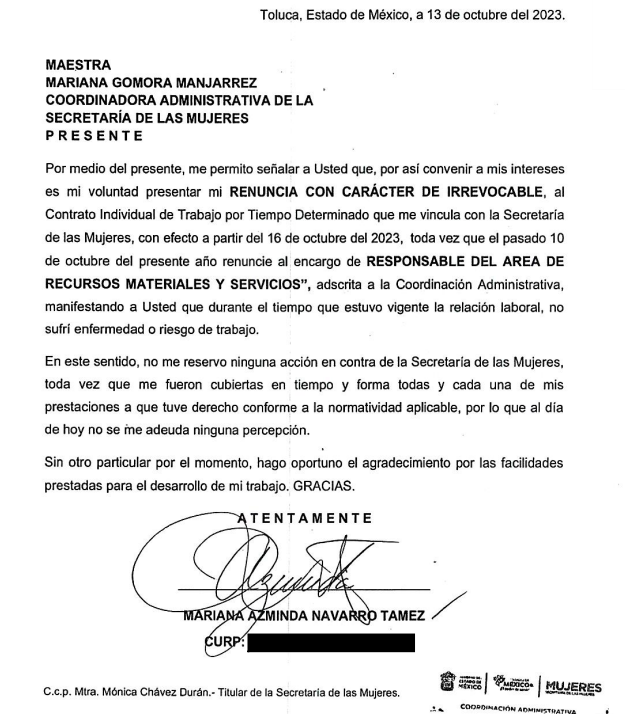 Toluca, Estado de México, a 13 de octubre del 2023.
MAESTRA
MARIANA GOMORA MANJARREZ
COORDINADORA ADMINISTRATIVA DE LA
SECRETARÍA DE LAS MUJERES
P R E S E N T E
Por medio del presente, me permito señalar a Usted que, por así convenir a mis intereses
es mi voluntad presentar mi RENUNCIA CON CARÁCTER DE IRREVOCABLE, al
Contrato Individual de Trabajo por Tiempo Determinado que me vincula con la Secretaría
de las Mujeres, con efecto a partir del 16 de octubre del 2023, toda vez que el pasado 10
de octubre del presente año renuncie al encargo de RESPONSABLE DEL AREA DE
RECURSOS MATERIALES Y SERVICIOS”, adscrita a la Coordinación Administrativa,
manifestando a Usted que durante el tiempo que estuvo vigente la relación laboral, no
sufrí enfermedad o riesgo de trabajo.
En este sentido, no me reservo ninguna acción en contra de la Secretaría de las Mujeres,
toda vez que me fueron cubiertas en tiempo y forma todas y cada una de mis
prestaciones a que tuve derecho conforme a la normatividad aplicable, por lo que al día
de hoy no se me adeuda ninguna percepción.
Sin otro particular por el momento, hago oportuno el agradecimiento por las facilidades
prestadas para el desarrollo de mi trabajo. GRACIAS.
A T E N T A M E N T E
MARIANA AZMINDA NAVARRO TAMEZ
CURP:
C.c.p. Mtra. Mónica Chávez Durán.- Titular de la Secretaría de las Mujeres.
ESTADO DE MÉXICO
MÉXICO
MUJERES
COORDINACIÓN ADMINISTRATIVA